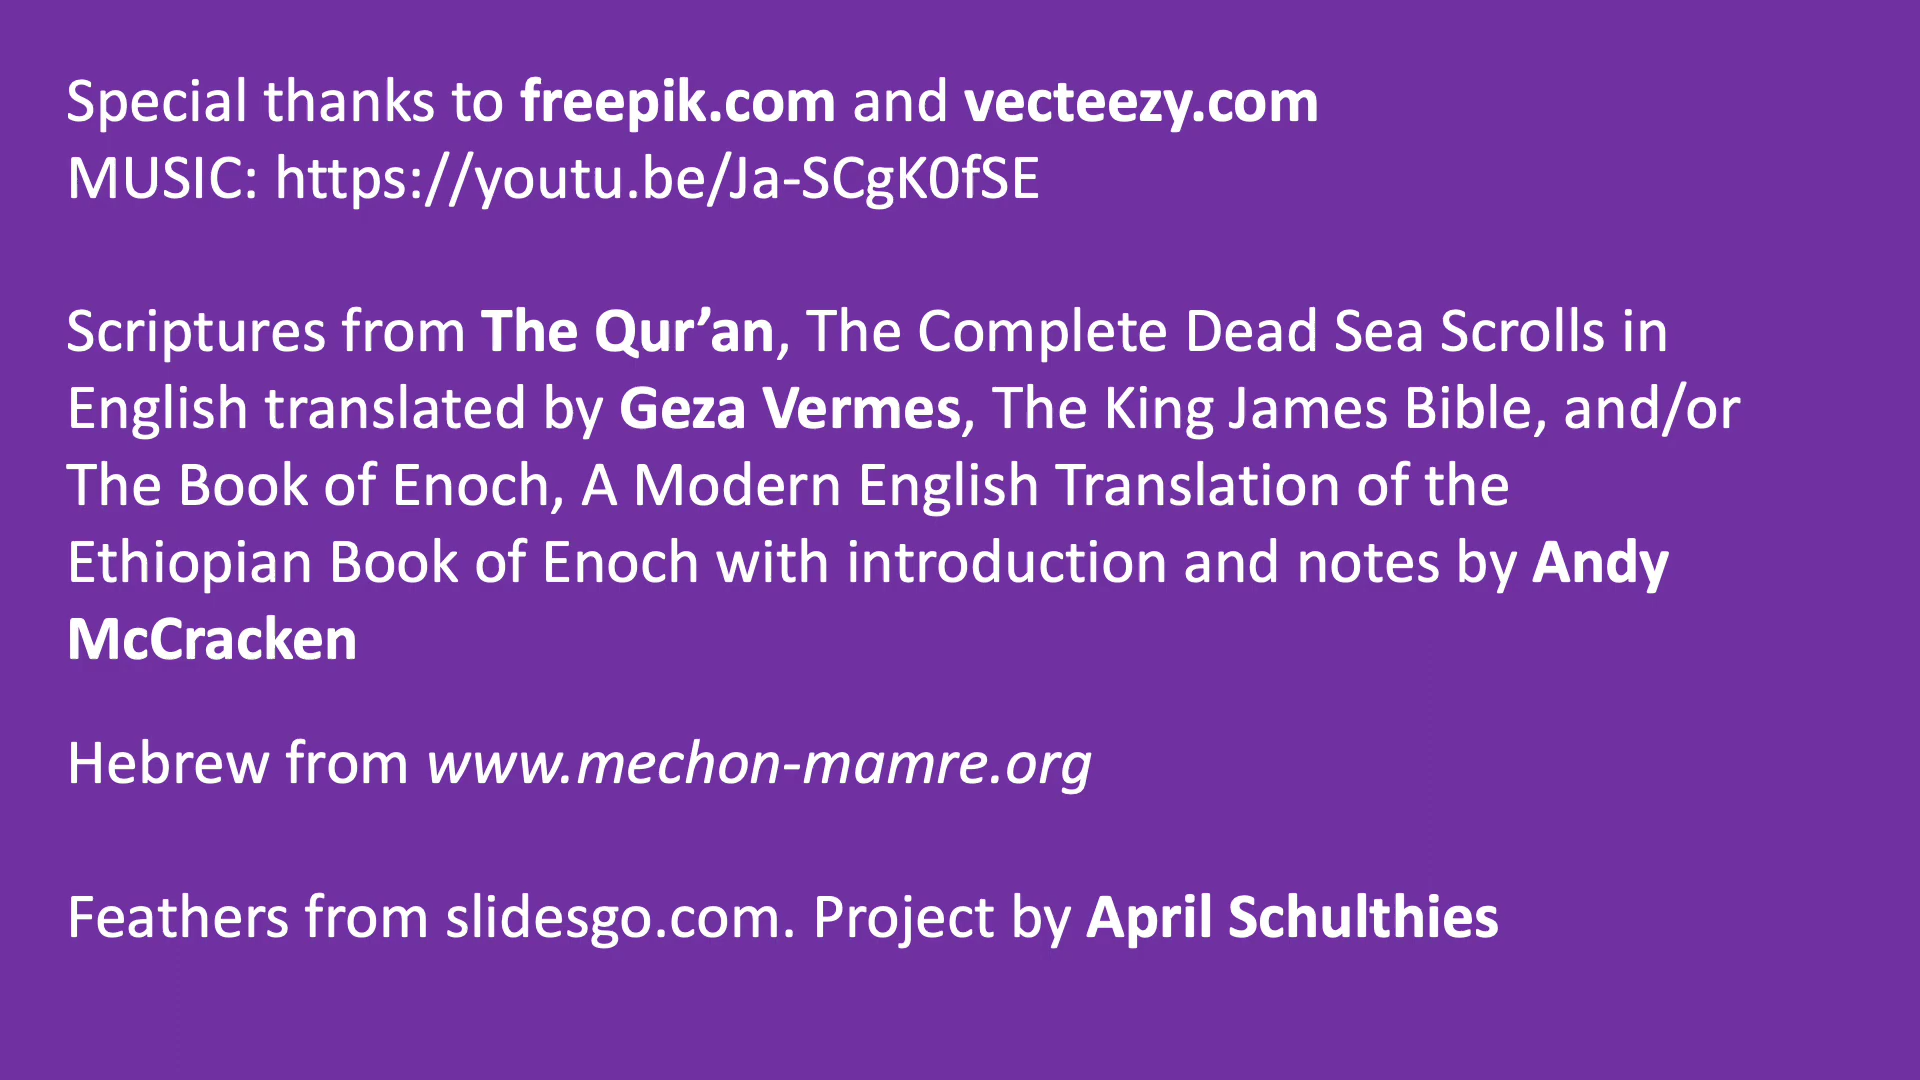 Special thanks to freepik.com and vecteezy.com
MUSIC: https://youtu.be/Ja-SCgK0fSE
Scriptures from The Qur’an, The Complete Dead Sea Scrolls in
English translated by Geza Vermes, The King James Bible, and/or
The Book of Enoch, A Modern English Translation of the
Ethiopian Book of Enoch with introduction and notes by Andy
McCracken
Hebrew from www.mechon-mamre.org
Feathers from slidesgo.com. Project by April Schulthies